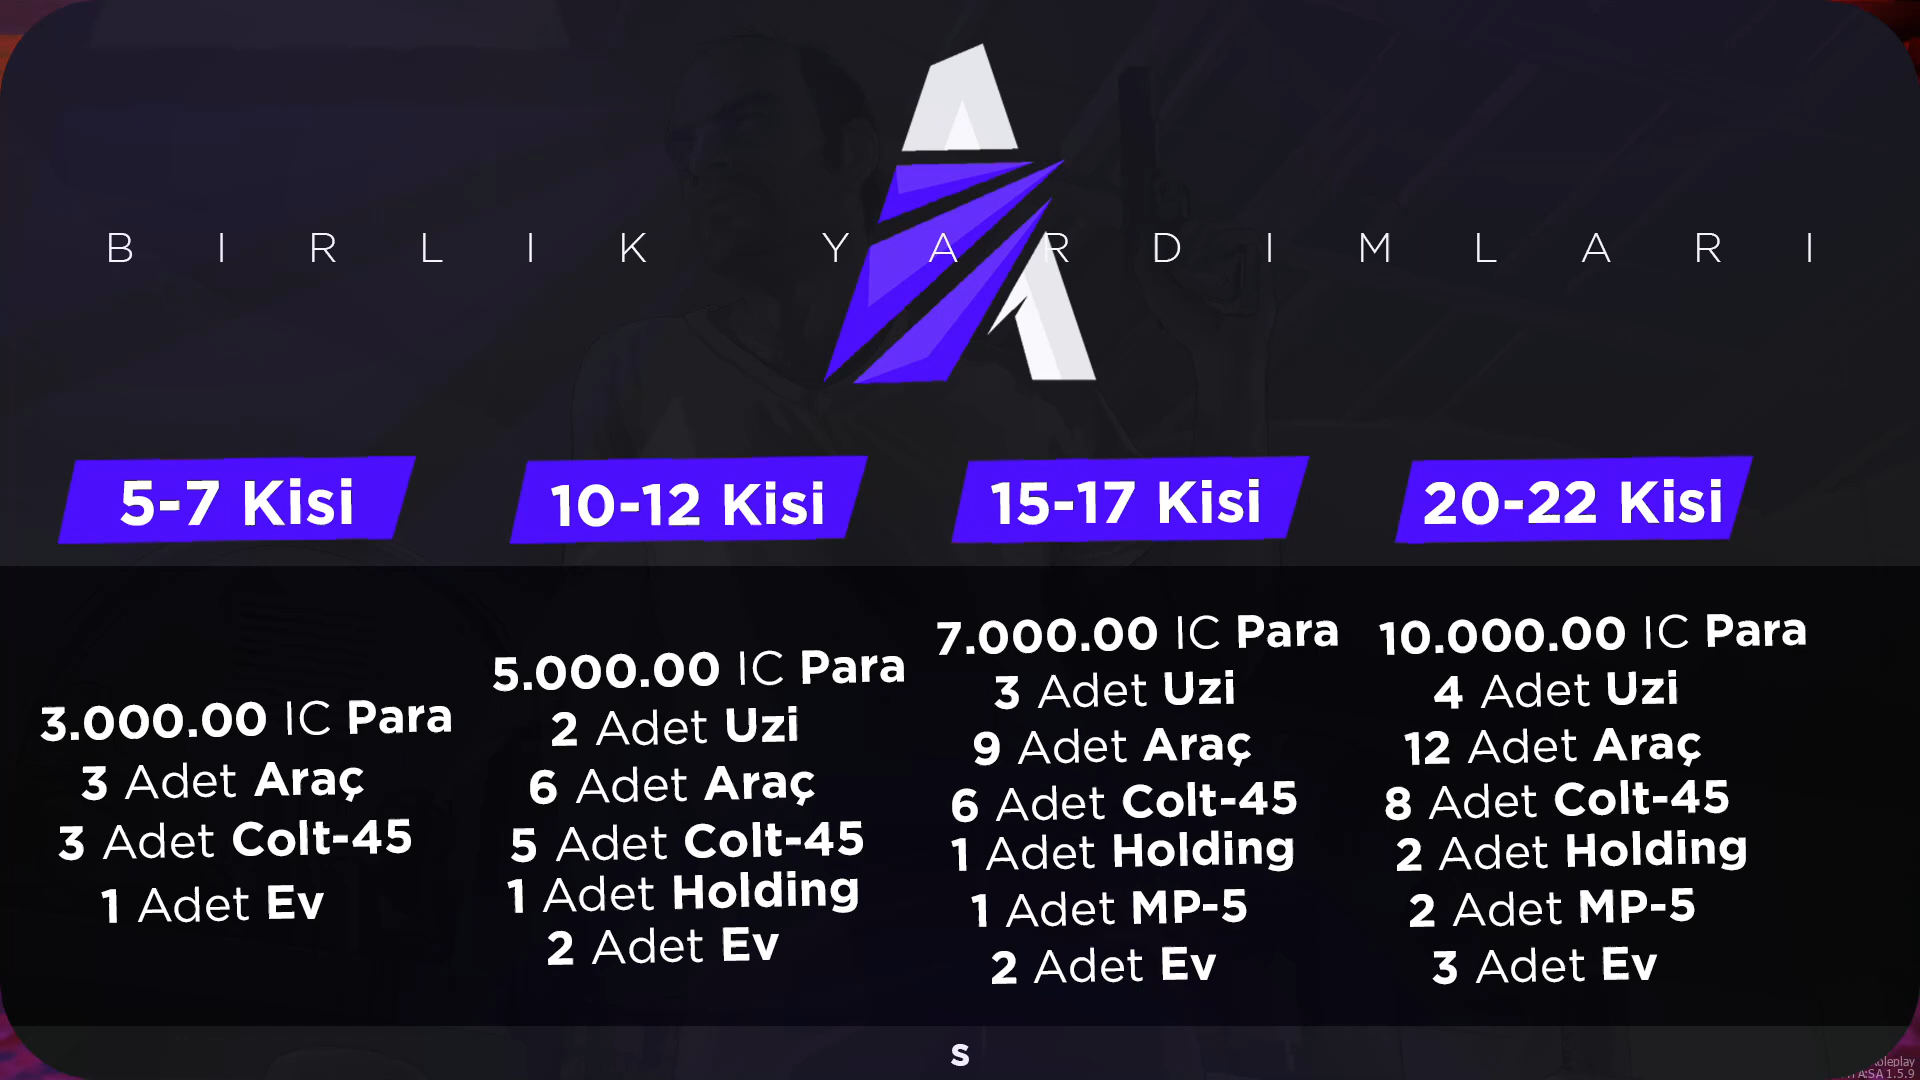 BIRLIK YARDIMLARI
5-7 Kisi
3.000.00 IC Para
3 Adet Araç
3 Adet Colt-45
1 Adet Ev
10-12 Kisi
5.000.00 IC Para
2 Adet Uzi
6 Adet Araç
5 Adet Colt-45
1 Adet Holding
2 Adet Ev
15-17 Kisi
7.000.00 IC Para
3 Adet Uzi
9 Adet Araç
6 Adet Colt-45
1 Adet Holding
1 Adet MP-5
2 Adet Ev
20-22 Kisi
10.000.00 IC Para
4 Adet Uzi
12 Adet Araç
8 Adet Colt-45
2 Adet Holding
2 Adet MP-5
3 Adet Ev
s
1.5.9